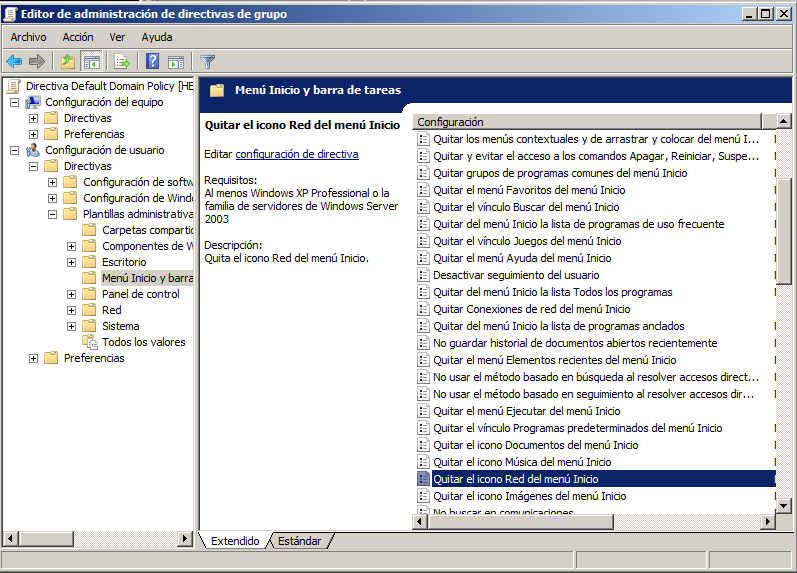 Editor de administración de directivas de grupo
Archivo Acción Ver Ayuda
Directiva Default Domain Policy [HE
Configuración del equipo
Directivas
Preferencias
Configuración de usuario
Directivas
Configuración de softw
Configuración de Windo
Plantillas administrativa
Carpetas compartic
Componentes de W
Escritorio
Menú Inicio y barra
Panel de control
Red
Sistema
Todos los valores
Preferencias
Menú Inicio y barra de tareas
Quitar el icono Red del menú Inicio
Editar configuración de directiva
Requisitos:
Al menos Windows XP Professional o la
familia de servidores de Windows Server
2003
Descripción:
Quita el icono Red del menú Inicio.
Configuración
Quitar los menús contextuales y de arrastrar y colocar del menú I...
Quitar y evitar el acceso a los comandos Apagar, Reiniciar, Suspe...
Quitar grupos de programas comunes del menú Inicio
Quitar el menú Favoritos del menú Inicio
Quitar el vínculo Buscar del menú Inicio
Quitar del menú Inicio la lista de programas de uso frecuente
Quitar el vínculo Juegos del menú Inicio
Quitar el menú Ayuda del menú Inicio
Desactivar seguimiento del usuario
Quitar del menú Inicio la lista Todos los programas
Quitar Conexiones de red del menú Inicio
Quitar del menú Inicio la lista de programas anclados
No guardar historial de documentos abiertos recientemente
Quitar el menú Elementos recientes del menú Inicio
No usar el método basado en búsqueda al resolver accesos direct...
No usar el método basado en seguimiento al resolver accesos dir...
Quitar el menú Ejecutar del menú Inicio
Quitar el vínculo Programas predeterminados del menú Inicio
Quitar el icono Documentos del menú Inicio
Quitar el icono Música del menú Inicio
Quitar el icono Red del menú Inicio
Quitar el icono Imágenes del menú Inicio
No buscar en comunicaciones
Extendido Estándar